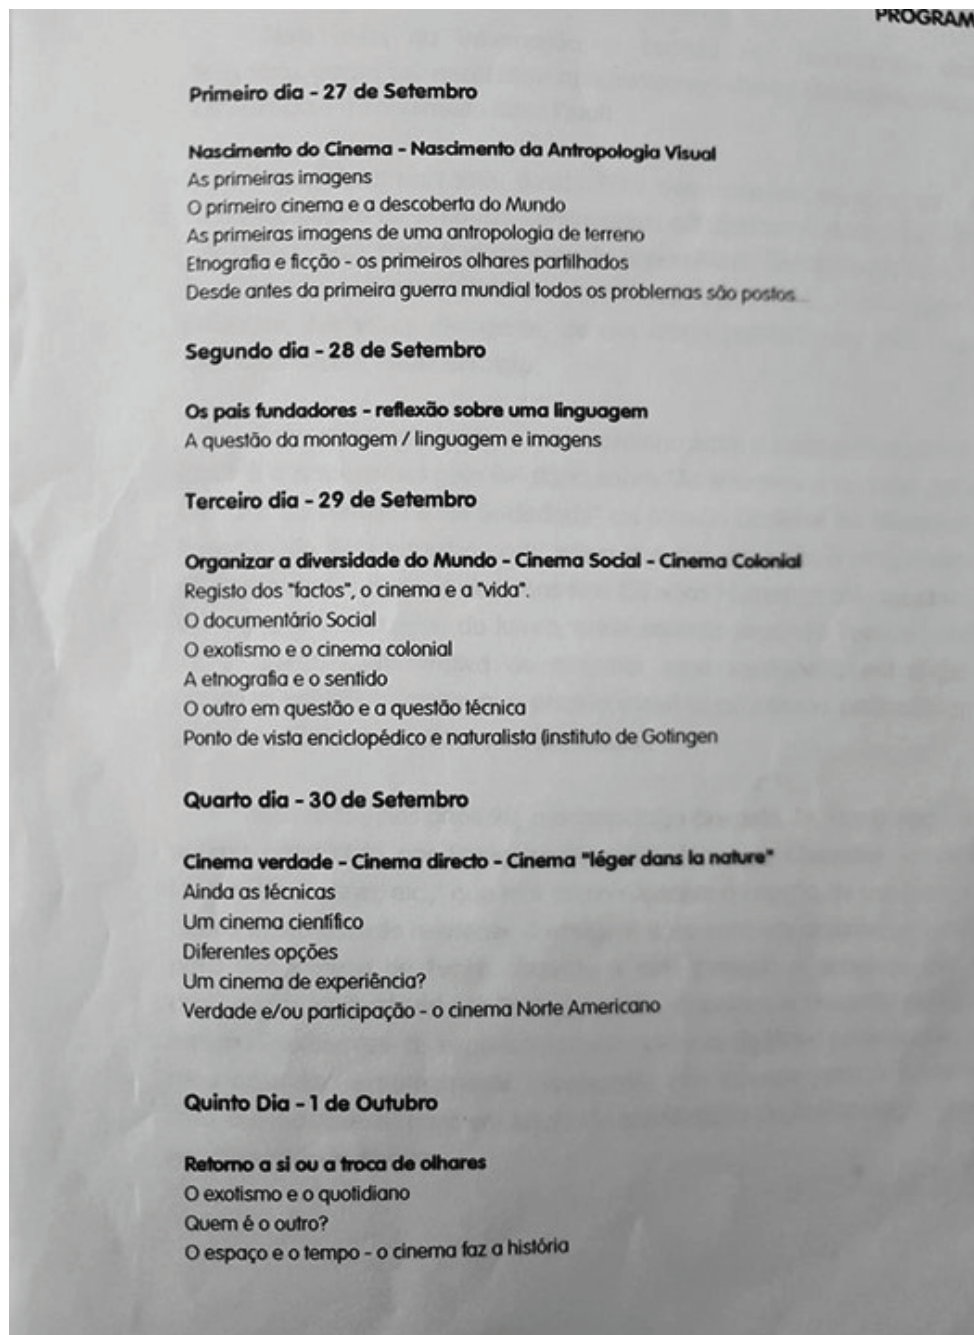 PROGRAM
Primeiro dia - 27 de Setembro
Nascimento do Cinema - Nascimento da Antropologia Visual
As primeiras imagens
O primeiro cinema e a descoberta do Mundo
As primeiras imagens de uma antropologia de terreno
Etnografia e ficção - os primeiros olhares partilhados
Desde antes da primeira guerra mundial todos os problemas são postos...
Segundo dia - 28 de Setembro
Os pais fundadores - reflexão sobre uma linguagem
A questão da montagem / linguagem e imagens
Terceiro dia - 29 de Setembro
Organizar a diversidade do Mundo - Cinema Social - Cinema Colonial
Registo dos "factos", o cinema e a "vida".
O documentário Social
O exotismo e o cinema colonial
A etnografia e o sentido
O outro em questão e a questão técnica
Ponto de vista enciclopédico e naturalista (instituto de Gotingen
Quarto dia - 30 de Setembro
Cinema verdade - Cinema directo - Cinema "léger dans la nature"
Ainda as técnicas
Um cinema científico
Diferentes opções
Um cinema de experiência?
Verdade e/ou participação - o cinema Norte Americano
Quinto Dia - 1 de Outubro
Retorno a si ou a troca de olhares
O exotismo e o quotidiano
Quem é o outro?
O espaço e o tempo - o cinema faz a história